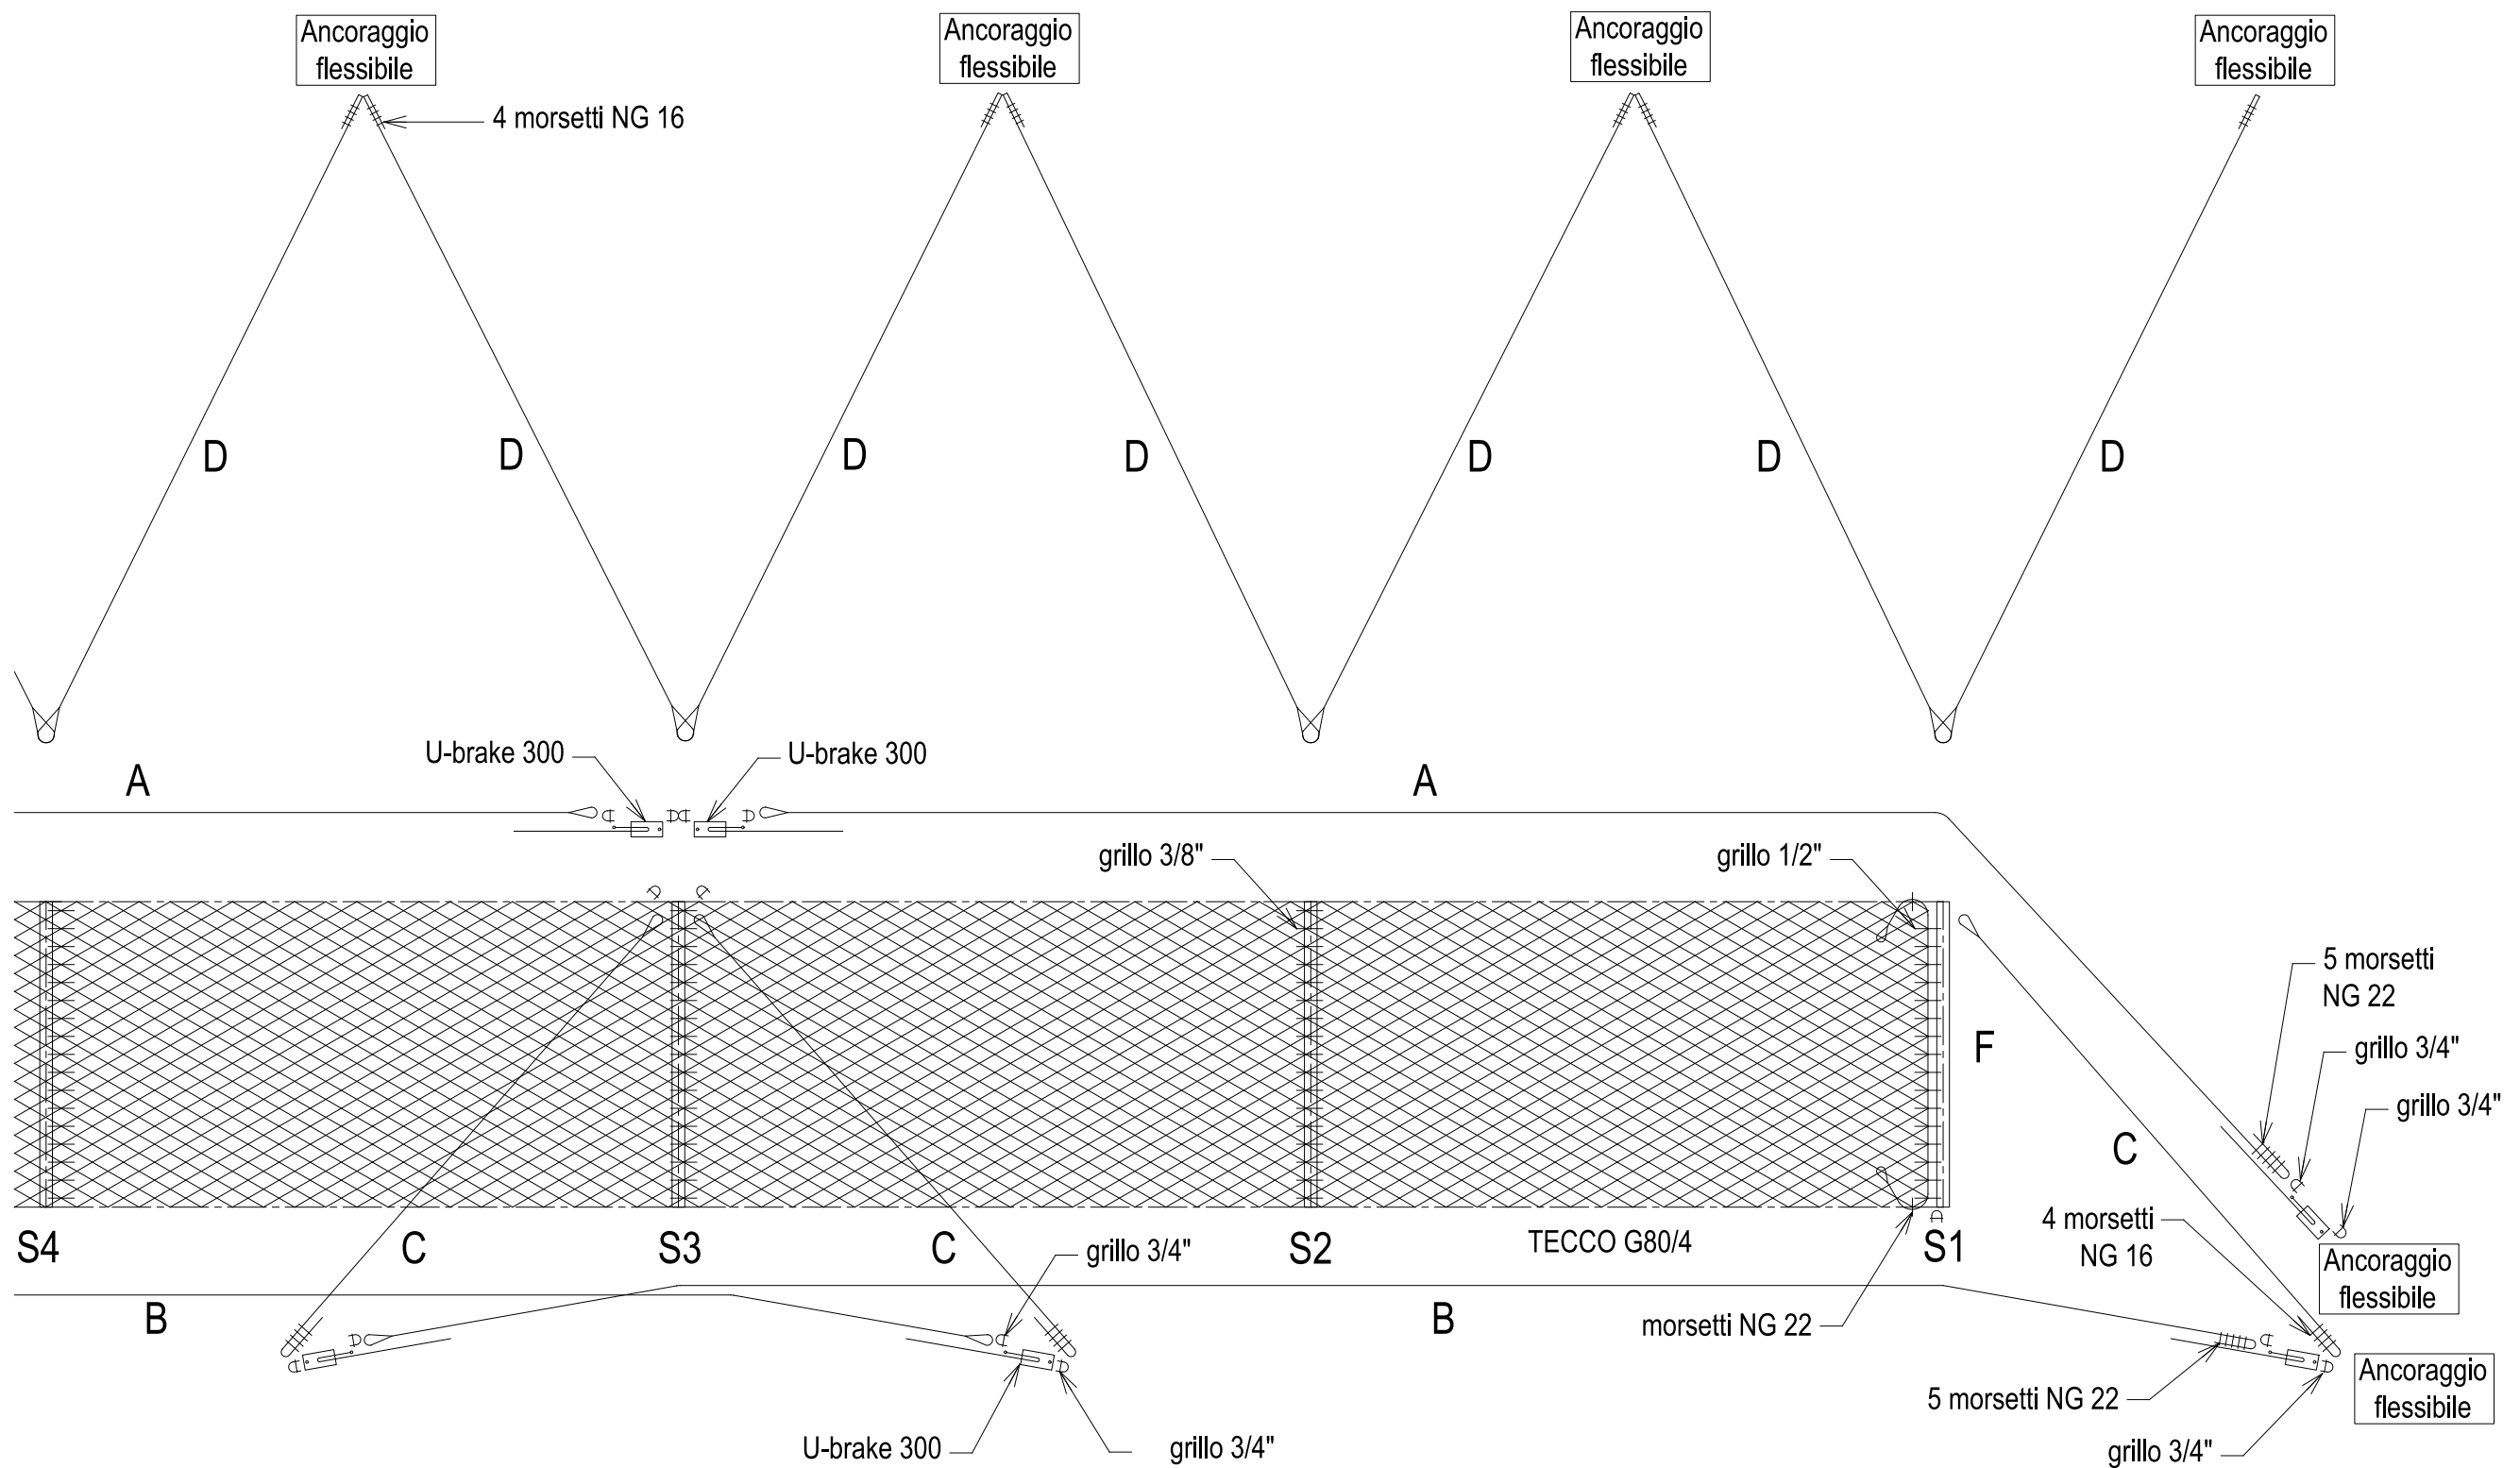 Ancoraggio
flessibile
Ancoraggio
flessibile
Ancoraggio
flessibile
Ancoraggio
flessibile
4 morsetti NG 16
D
D
D
D
D
D
D
U-brake 300
U-brake 300
A
A
grillo 3/8"
grillo 1/2"
5 morsetti
NG 22
F
grillo 3/4"
grillo 3/4"
C
4 morsetti
NG 16
S4
C
S3
C
grillo 3/4"
S2
TECCO G80/4
S1
Ancoraggio
flessibile
B
B
morsetti NG 22
Ancoraggio
flessibile
5 morsetti NG 22
U-brake 300
grillo 3/4"
grillo 3/4"